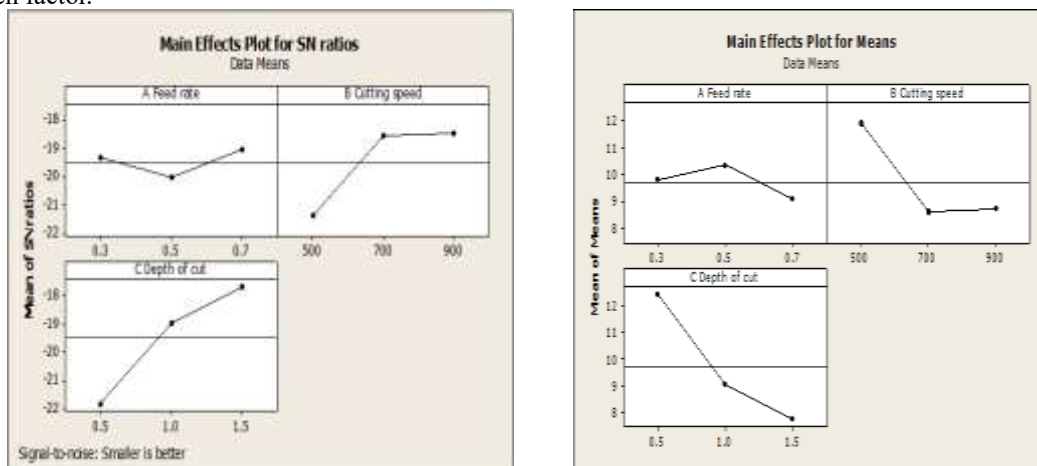 Main Effects Plot for SN ratios
Data Means
A Feed rate B Cutting speed
Mean of SN ratios
-18
-19
-20
-21
-22
0.3 0.5 0.7 500 700 900
C Depth of cut
-18
-19
-20
-21
-22
0.5 1.0 1.5
Signal-to-noise: Smaller is better
Main Effects Plot for Means
Data Means
A Feed rate B Cutting speed
Mean of Means
12
11
10
9
8
0.3 0.5 0.7 500 700 900
C Depth of cut
12
11
10
9
8
0.5 1.0 1.5